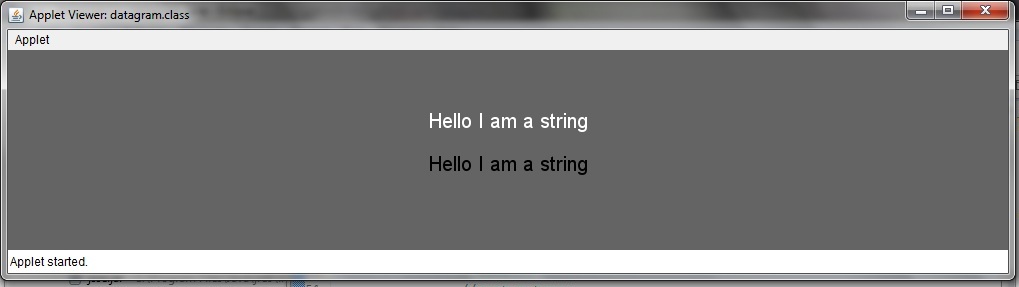 Applet Viewer: datagram.class
Applet
Hello I am a string
Hello I am a string
Applet started.